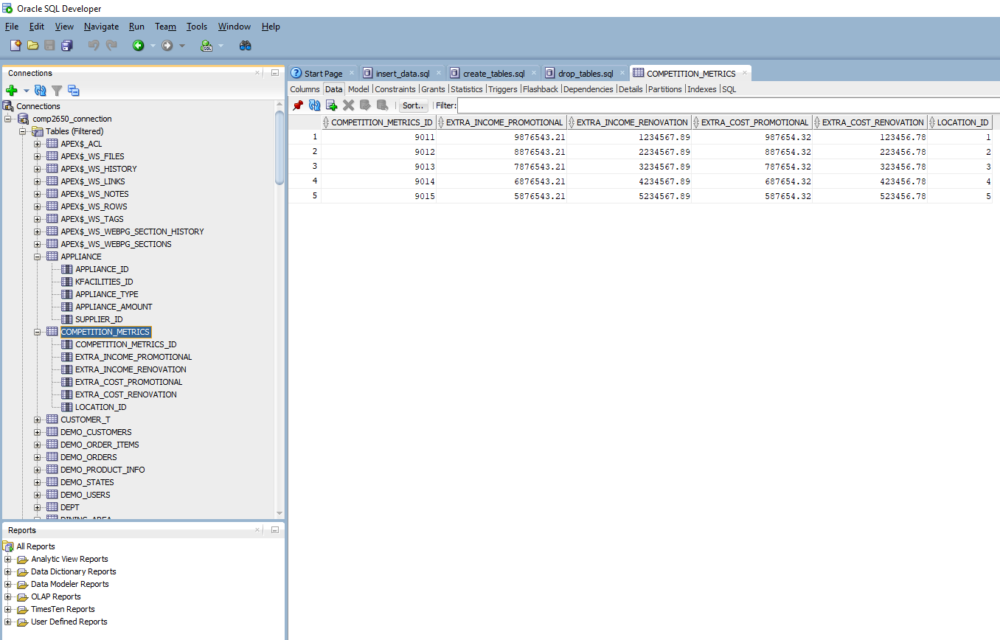 Oracle SQL Developer
File Edit View Navigate Run Team Tools Window Help
Connections
Connections
comp2650_connection
Tables (Filtered)
APEX$_ACL
APEX$_WS_FILES
APEX$_WS_HISTORY
APEX$_WS_LINKS
APEX$_WS_NOTES
APEX$_WS_ROWS
APEX$_WS_TAGS
APEX$_WS_WEBPG_SECTION_HISTORY
APEX$_WS_WEBPG_SECTIONS
APPLIANCE
APPLIANCE_ID
KFACILITIES_ID
APPLIANCE_TYPE
APPLIANCE_AMOUNT
SUPPLIER_ID
COMPETITION_METRICS
COMPETITION_METRICS_ID
EXTRA_INCOME_PROMOTIONAL
EXTRA_INCOME_RENOVATION
EXTRA_COST_PROMOTIONAL
EXTRA_COST_RENOVATION
LOCATION_ID
CUSTOMER_T
DEMO_CUSTOMERS
DEMO_ORDER_ITEMS
DEMO_ORDERS
DEMO_PRODUCT_INFO
DEMO_STATES
DEMO_USERS
DEPT
DINING_AREA
Reports
All Reports
Analytic View Reports
Data Dictionary Reports
Data Modeler Reports
OLAP Reports
TimesTen Reports
User Defined Reports
Start Page insert_data.sql create_tables.sql drop_tables.sql COMPETITION_METRICS
Columns Data Model Constraints Grants Statistics Triggers Flashback Dependencies Details Partitions Indexes SQL
Sort.. Filter:
COMPETITION_METRICS_ID EXTRA_INCOME_PROMOTIONAL EXTRA_INCOME_RENOVATION EXTRA_COST_PROMOTIONAL EXTRA_COST_RENOVATION LOCATION_ID
1 9011 9876543.21 1234567.89 987654.32 123456.78 1
2 9012 8876543.21 2234567.89 887654.32 223456.78 2
3 9013 7876543.21 3234567.89 787654.32 323456.78 3
4 9014 6876543.21 4234567.89 687654.32 423456.78 4
5 9015 5876543.21 5234567.89 587654.32 523456.78 5